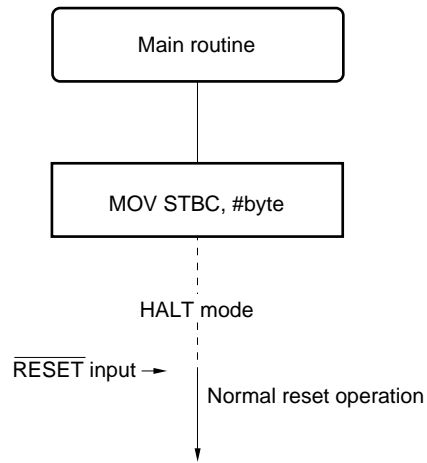 Main routine
MOV STBC, #byte
HALT mode
RESET input
Normal reset operation